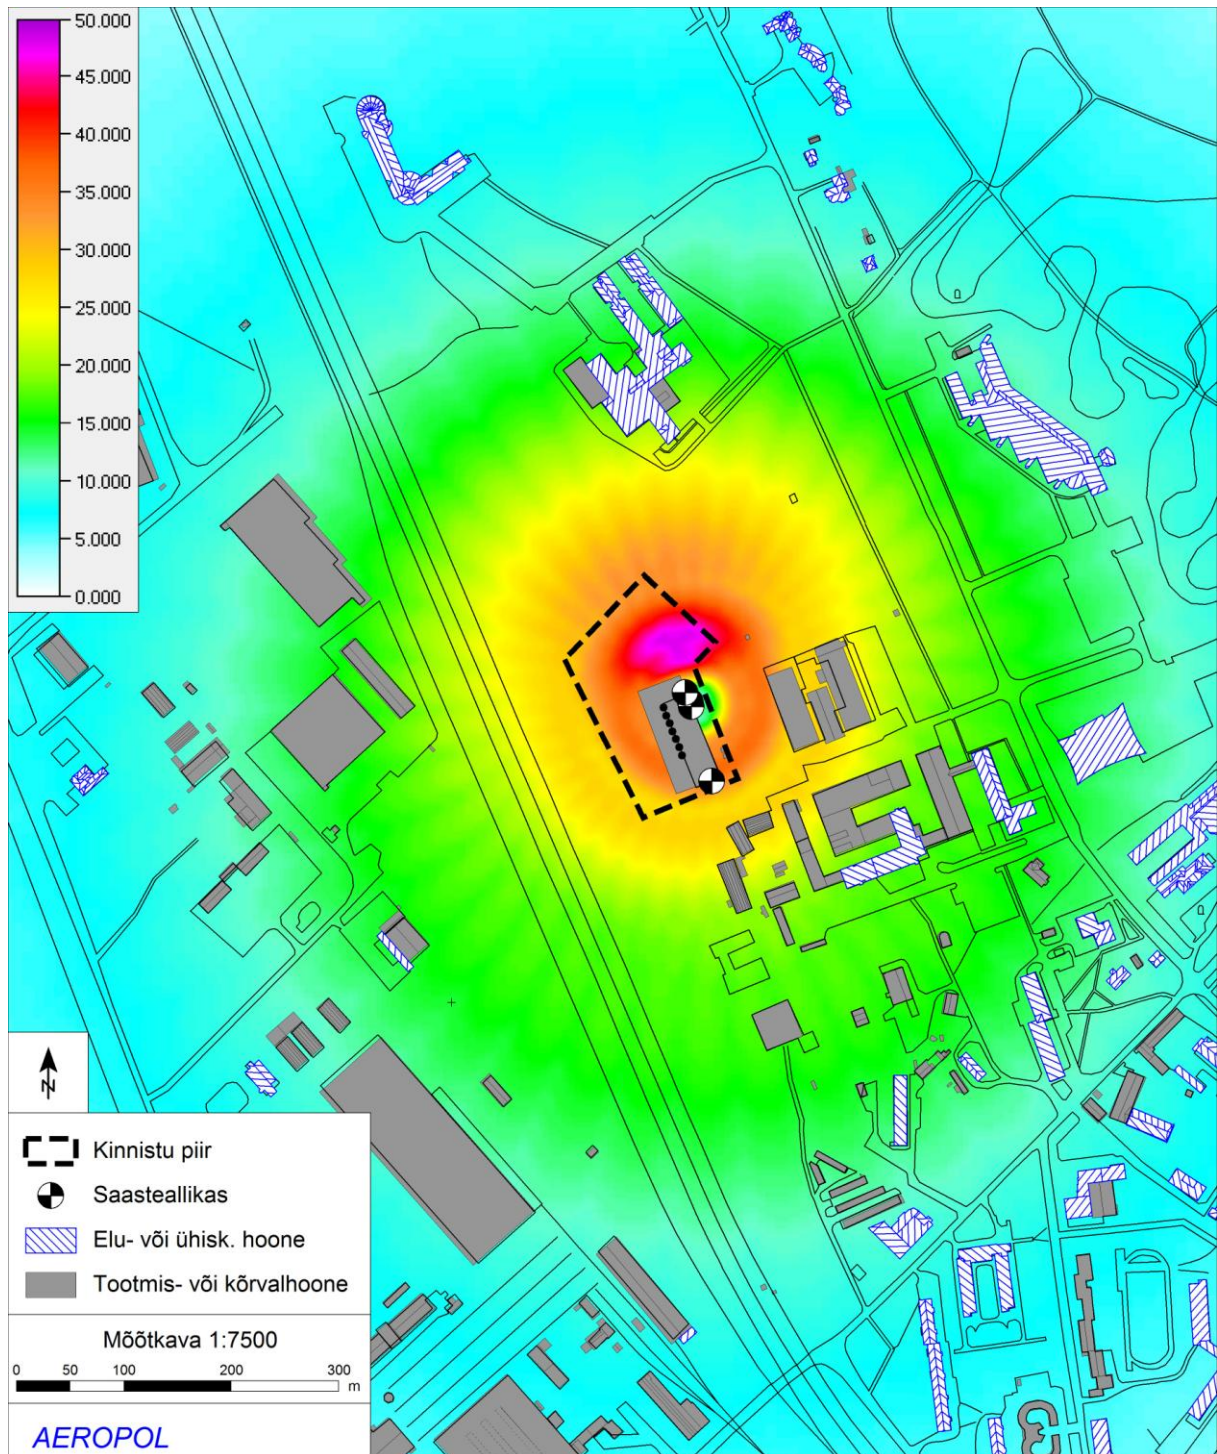 50.000
45.000
40.000
35.000
30.000
25.000
20.000
15.000
10.000
5.000
0.000
N
Kinnistu piir
Saasteallikas
Elu- või ühisk. hoone
Tootmis- või kõrvalhoone
Mõõtkava 1:7500
0 50 100 200 300
m
AEROPOL